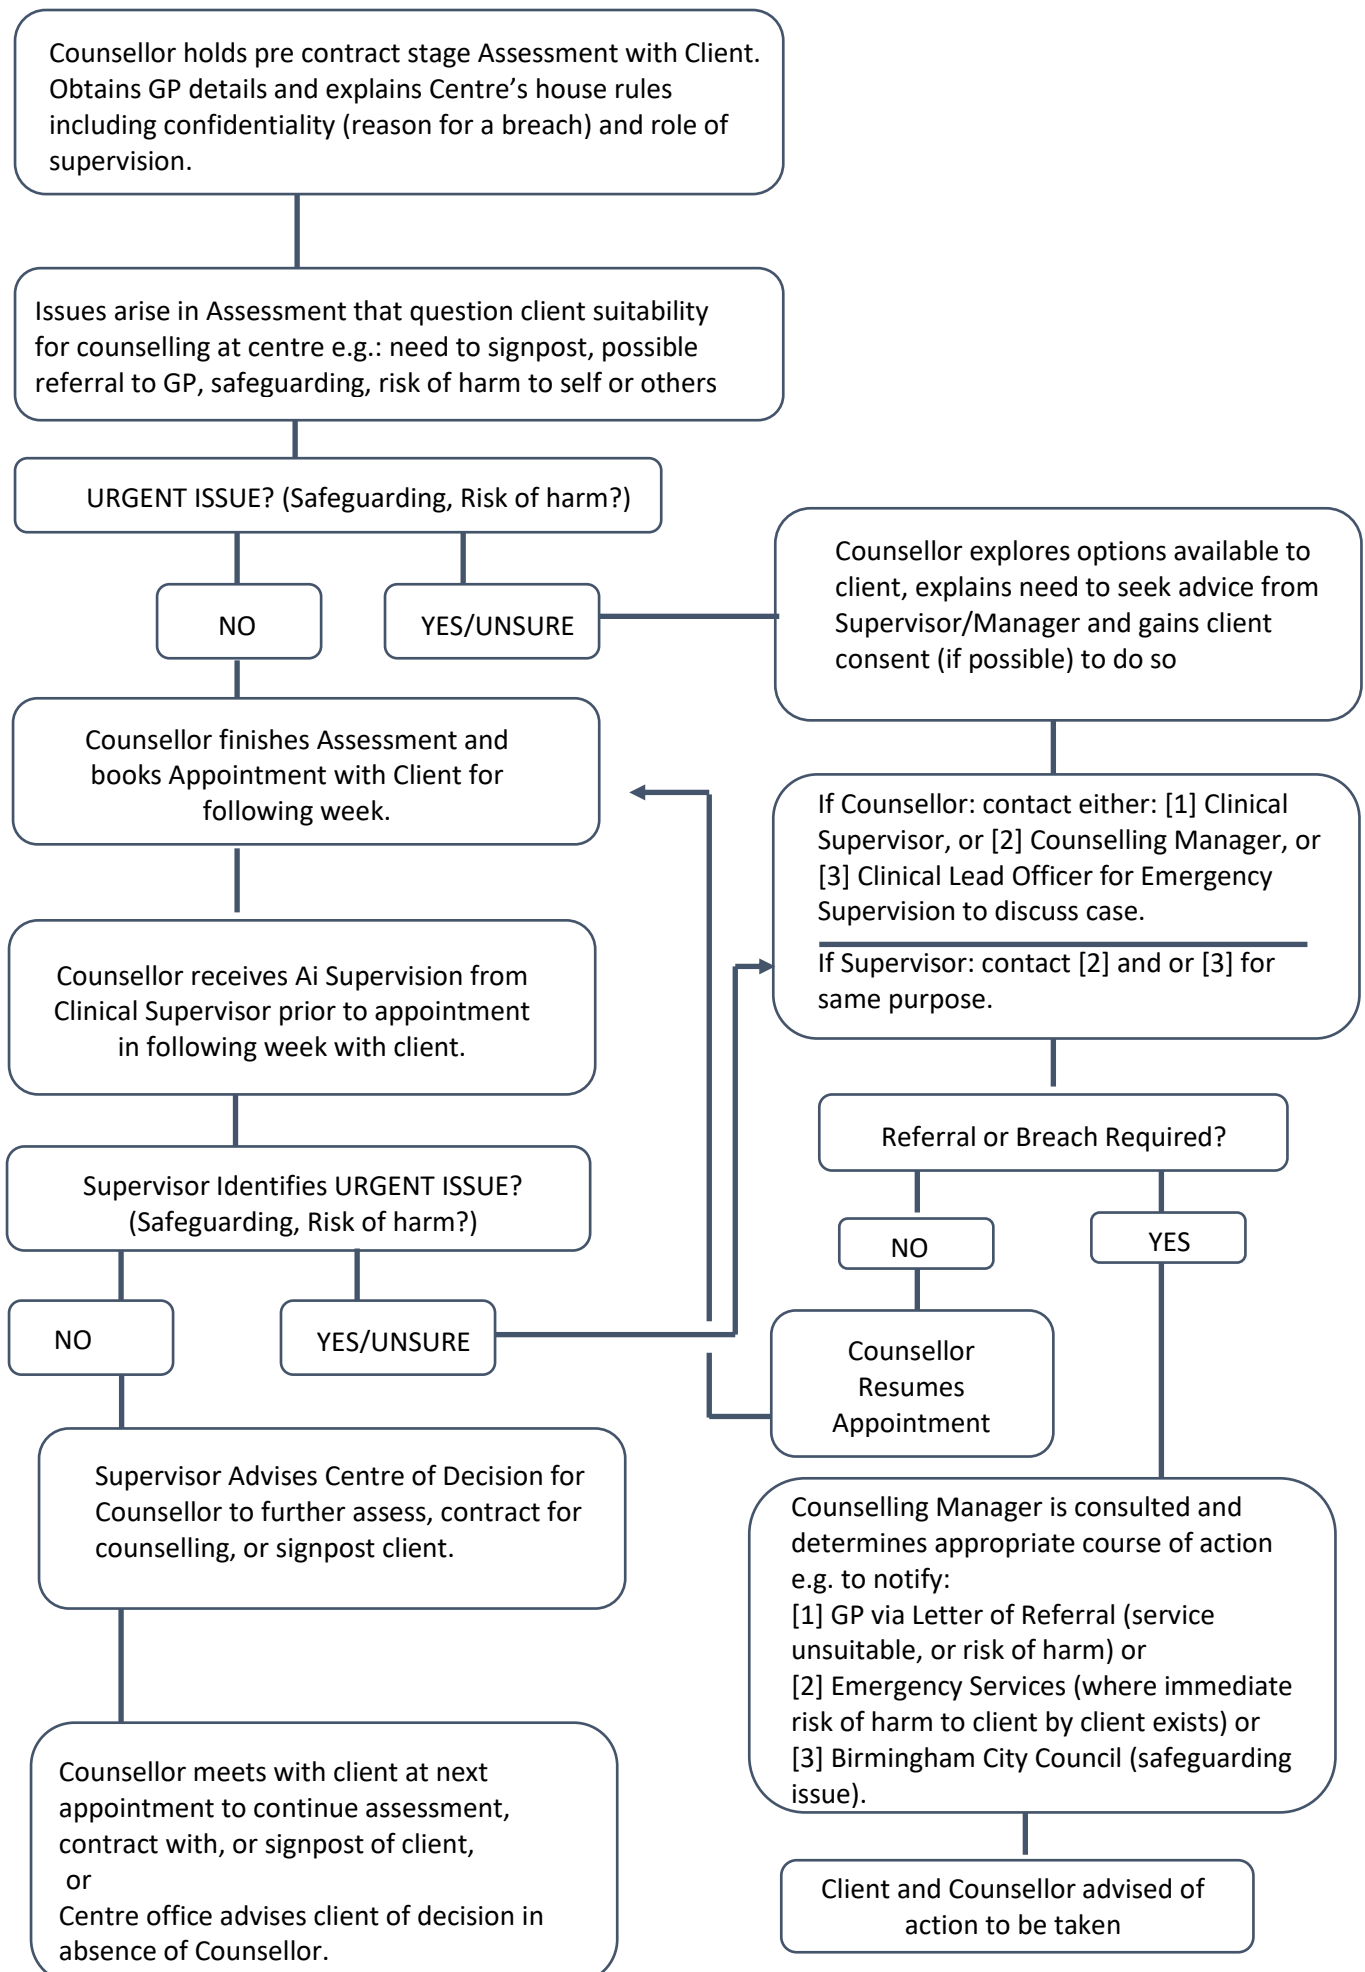 Counsellor holds pre contract stage Assessment with Client.
Obtains GP details and explains Centre’s house rules
including confidentiality (reason for a breach) and role of
supervision.
Issues arise in Assessment that question client suitability
for counselling at centre e.g.: need to signpost, possible
referral to GP, safeguarding, risk of harm to self or others
URGENT ISSUE? (Safeguarding, Risk of harm?)
NO
YES/UNSURE
Counsellor explores options available to
client, explains need to seek advice from
Supervisor/Manager and gains client
consent (if possible) to do so
Counsellor finishes Assessment and
books Appointment with Client for
following week.
If Counsellor: contact either: [1] Clinical
Supervisor, or [2] Counselling Manager, or
[3] Clinical Lead Officer for Emergency
Supervision to discuss case.
If Supervisor: contact [2] and or [3] for
same purpose.
Counsellor receives Ai Supervision from
Clinical Supervisor prior to appointment
in following week with client.
Referral or Breach Required?
NO
YES
Supervisor Identifies URGENT ISSUE?
(Safeguarding, Risk of harm?)
NO
YES/UNSURE
Counsellor
Resumes
Appointment
Supervisor Advises Centre of Decision for
Counsellor to further assess, contract for
counselling, or signpost client.
Counselling Manager is consulted and
determines appropriate course of action
e.g. to notify:
[1] GP via Letter of Referral (service
unsuitable, or risk of harm) or
[2] Emergency Services (where immediate
risk of harm to client by client exists) or
[3] Birmingham City Council (safeguarding
issue).
Counsellor meets with client at next
appointment to continue assessment,
contract with, or signpost of client,
or
Centre office advises client of decision in
absence of Counsellor.
Client and Counsellor advised of
action to be taken